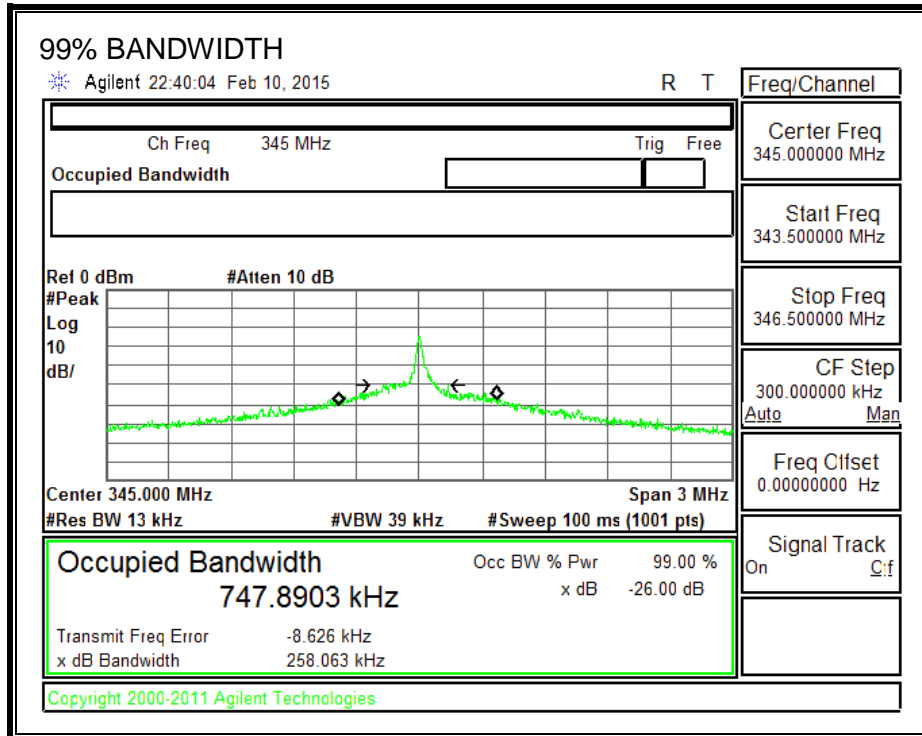 99% BANDWIDTH
Agilent 22:40:04 Feb 10, 2015 R T
Freq/Channel
Ch Freq 345 MHz Trig Free
Occupied Bandwidth
Center Freq
345.000000 MHz
Start Freq
343.500000 MHz
Stop Freq
346.500000 MHz
CF Step
300.000000 kHz
Auto Man
Freq Offset
0.00000000 Hz
Signal Track
On Off
Ref 0 dBm #Atten 10 dB
#Peak
Log
10
dB/
Center 345.000 MHz Span 3 MHz
#Res BW 13 kHz #VBW 39 kHz #Sweep 100 ms (1001 pts)
Occupied Bandwidth
747.8903 kHz
Occ BW % Pwr 99.00 %
x dB -26.00 dB
Transmit Freq Error -8.626 kHz
x dB Bandwidth 258.063 kHz
Copyright 2000-2011 Agilent Technologies